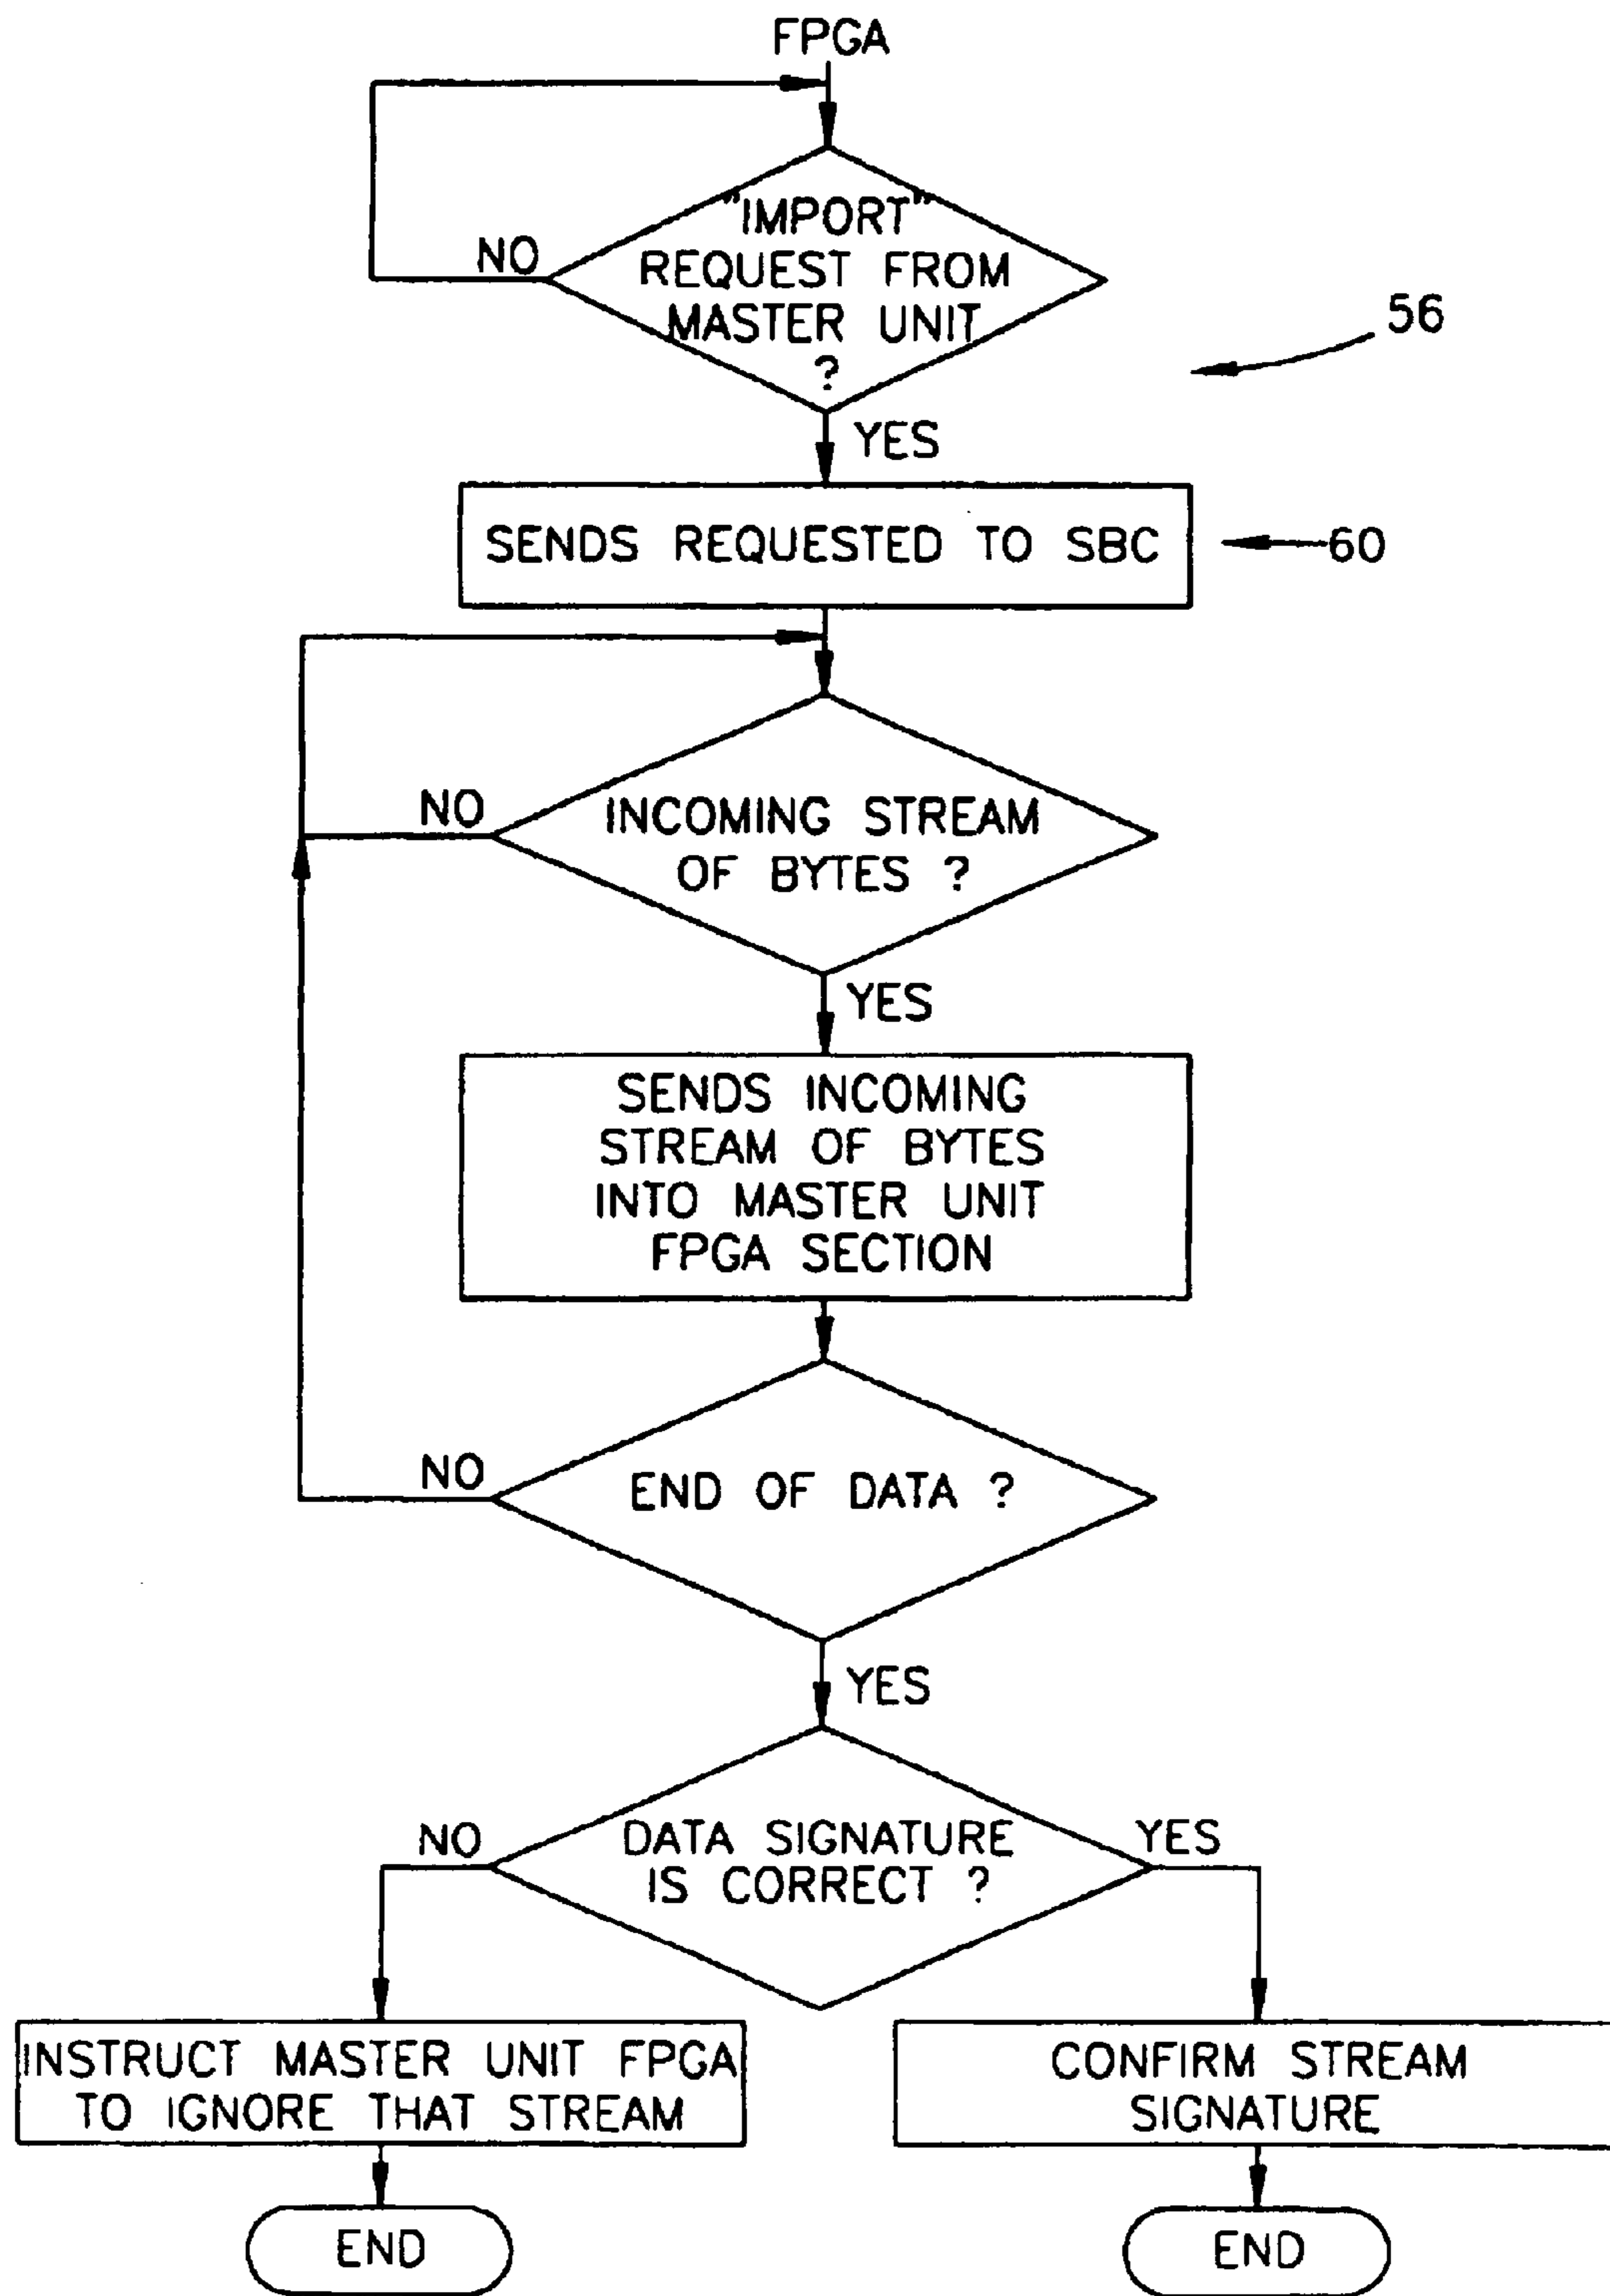 FPGA
"IMPORT"
REQUEST FROM
MASTER UNIT
?
NO
56
YES
SENDS REQUESTED TO SBC
60
NO
INCOMING STREAM
OF BYTES ?
YES
SENDS INCOMING
STREAM OF BYTES
INTO MASTER UNIT
FPGA SECTION
NO
END OF DATA ?
YES
NO
DATA SIGNATURE
IS CORRECT ?
YES
INSTRUCT MASTER UNIT FPGA
TO IGNORE THAT STREAM
CONFIRM STREAM
SIGNATURE
END
END